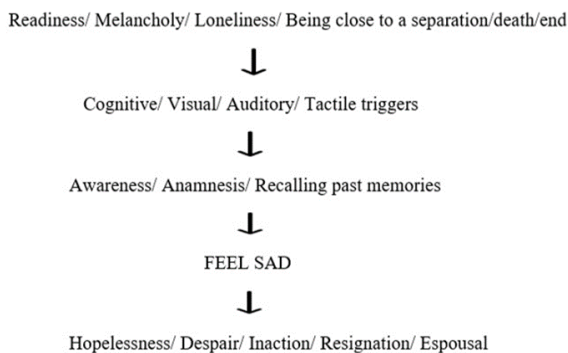 Readiness/ Melancholy/ Loneliness/ Being close to a separation/death/end
Cognitive/ Visual/ Auditory/ Tactile triggers
Awareness/ Anamnesis/ Recalling past memories
FEEL SAD
Hopelessness/ Despair/ Inaction/ Resignation/ Espousal